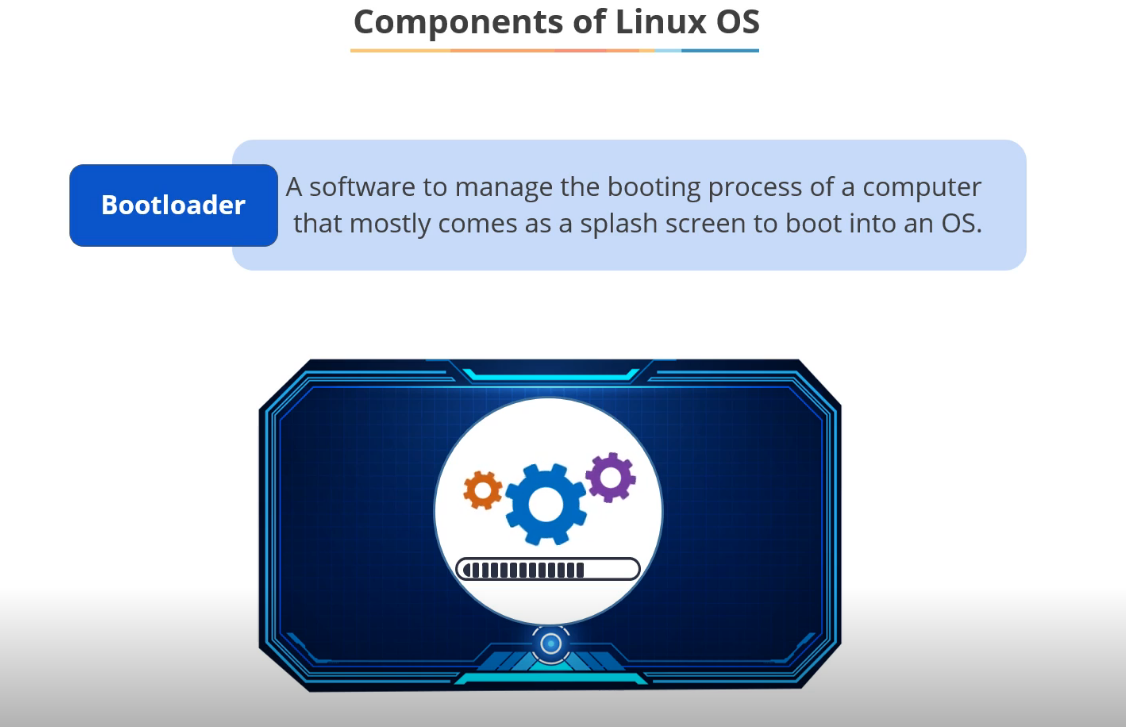 Components of Linux OS
Bootloader
A software to manage the booting process of a computer
that mostly comes as a splash screen to boot into an OS.